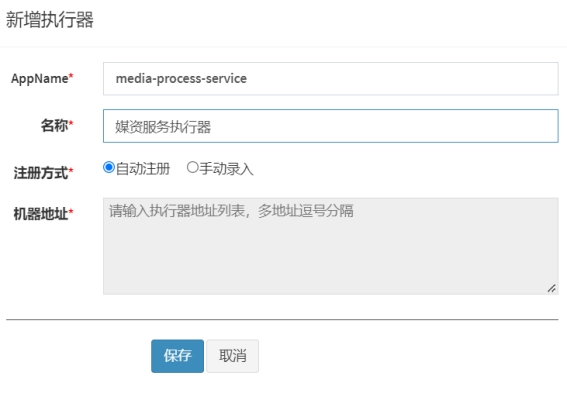 新增执行器
AppName* media-process-service
名称* 媒资服务执行器
注册方式* 自动注册 手动录入
机器地址* 请输入执行器地址列表，多地址逗号分隔
保存 取消